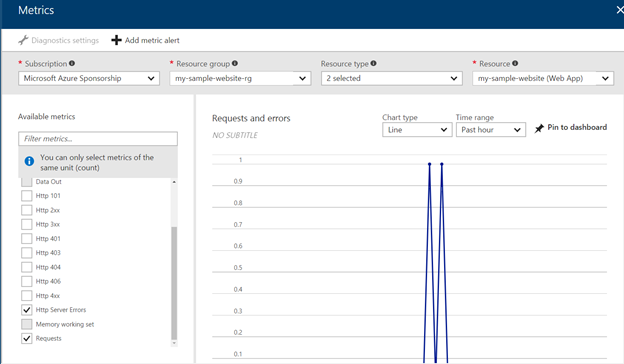 Metrics
Diagnostics settings
Add metric alert
* Subscription
* Resource group
Resource type
* Resource
Microsoft Azure Sponsorship
my-sample-website-rg
2 selected
my-sample-website (Web App)
Available metrics
Filter metrics...
You can only select metrics of the
same unit (count)
Data Out
Http 101
Http 2xx
Http 3xx
Http 401
Http 403
Http 404
Http 406
Http 4xx
Http Server Errors
Memory working set
Requests
Requests and errors
NO SUBTITLE
Chart type
Line
Time range
Past hour
Pin to dashboard
1
0.9
0.8
0.7
0.6
0.5
0.4
0.3
0.2
0.1